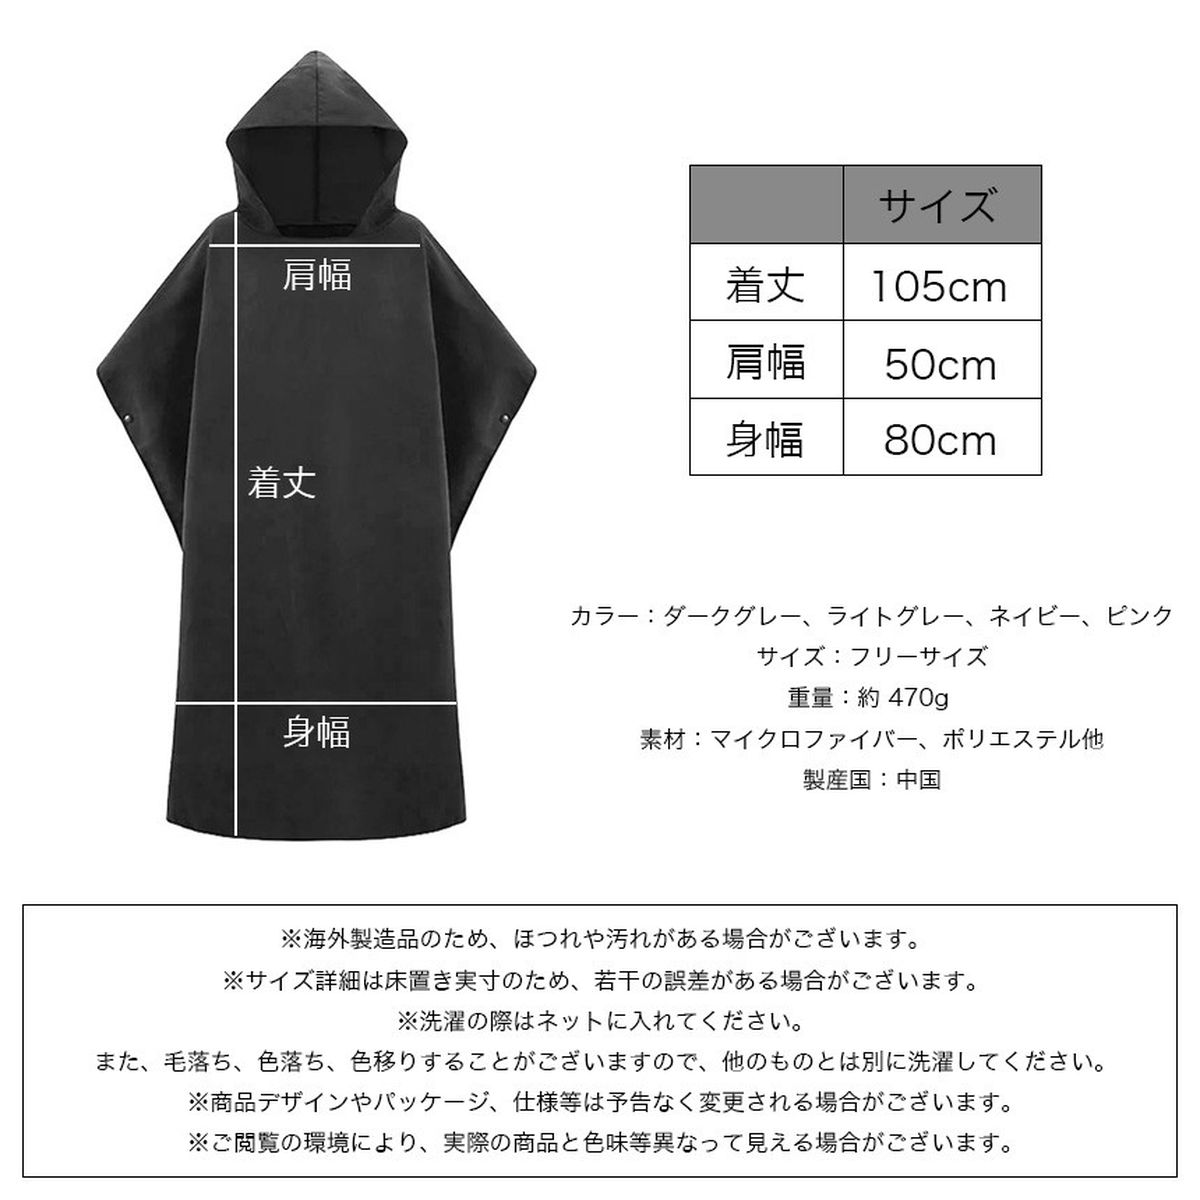 肩幅
着丈
身幅
サイズ
着丈 105cm
肩幅 50cm
身幅 80cm
カラー：ダークグレー、ライトグレー、ネイビー、ピンク
サイズ：フリーサイズ
重量：約 470g
素材：マイクロファイバー、ポリエステル他
製産国：中国
※海外製造品のため、ほつれや汚れがある場合がございます。
※サイズ詳細は床置き実寸のため、若干の誤差がある場合がございます。
※洗濯の際はネットに入れてください。
また、毛落ち、色落ち、色移りすることがございますので、他のものとは別に洗濯してください。
※商品デザインやパッケージ、仕様等は予告なく変更される場合がございます。
※ご閲覧の環境により、実際の商品と色味等異なって見える場合がございます。